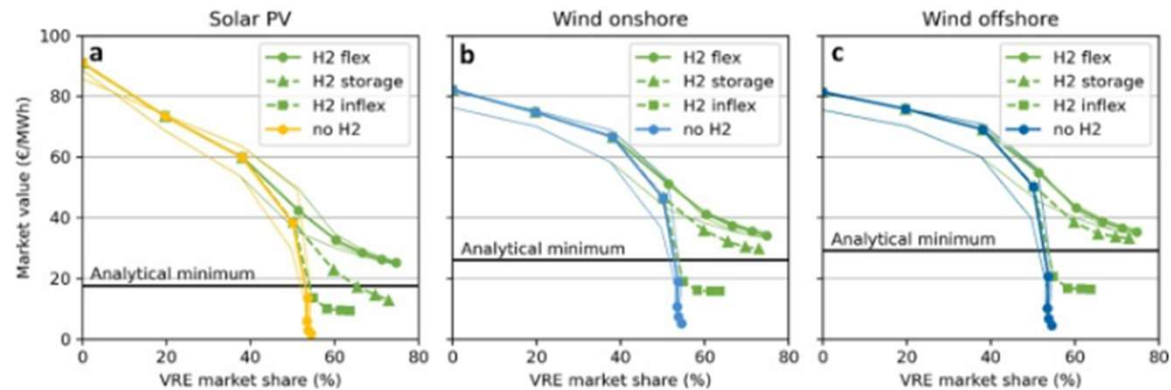 Solar PV
Wind onshore
Wind offshore
a
b
c
H2 flex
H2 storage
H2 inflex
no H2
H2 flex
H2 storage
H2 inflex
no H2
H2 flex
H2 storage
H2 inflex
no H2
Market value (€/MWh)
100
80
60
40
20
0
Analytical minimum
Analytical minimum
Analytical minimum
0 20 40 60 80
0 20 40 60 80
0 20 40 60 80
VRE market share (%)
VRE market share (%)
VRE market share (%)